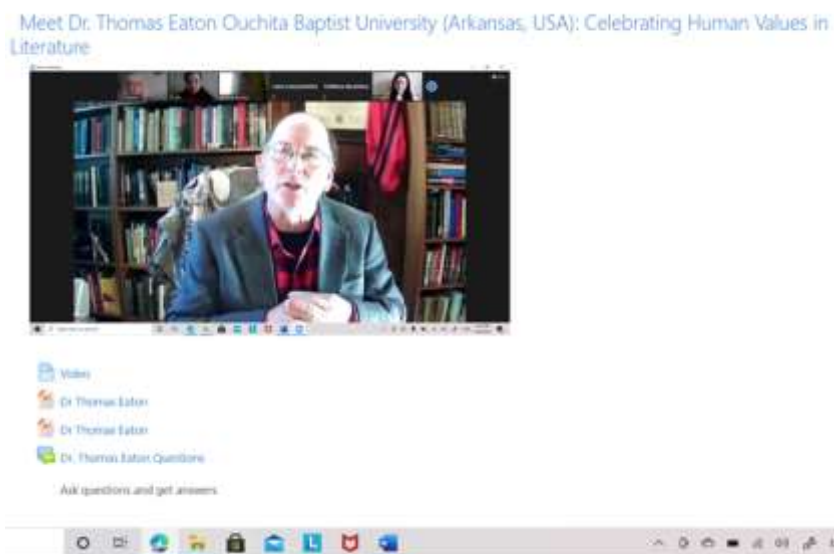 Meet Dr. Thomas Eaton Ouchita Baptist University (Arkansas, USA): Celebrating Human Values in
Literature
Video
Dr Thomas Eaton
Dr Thomas Eaton
Dr. Thomas Eaton Questions
Ask questions and get answers